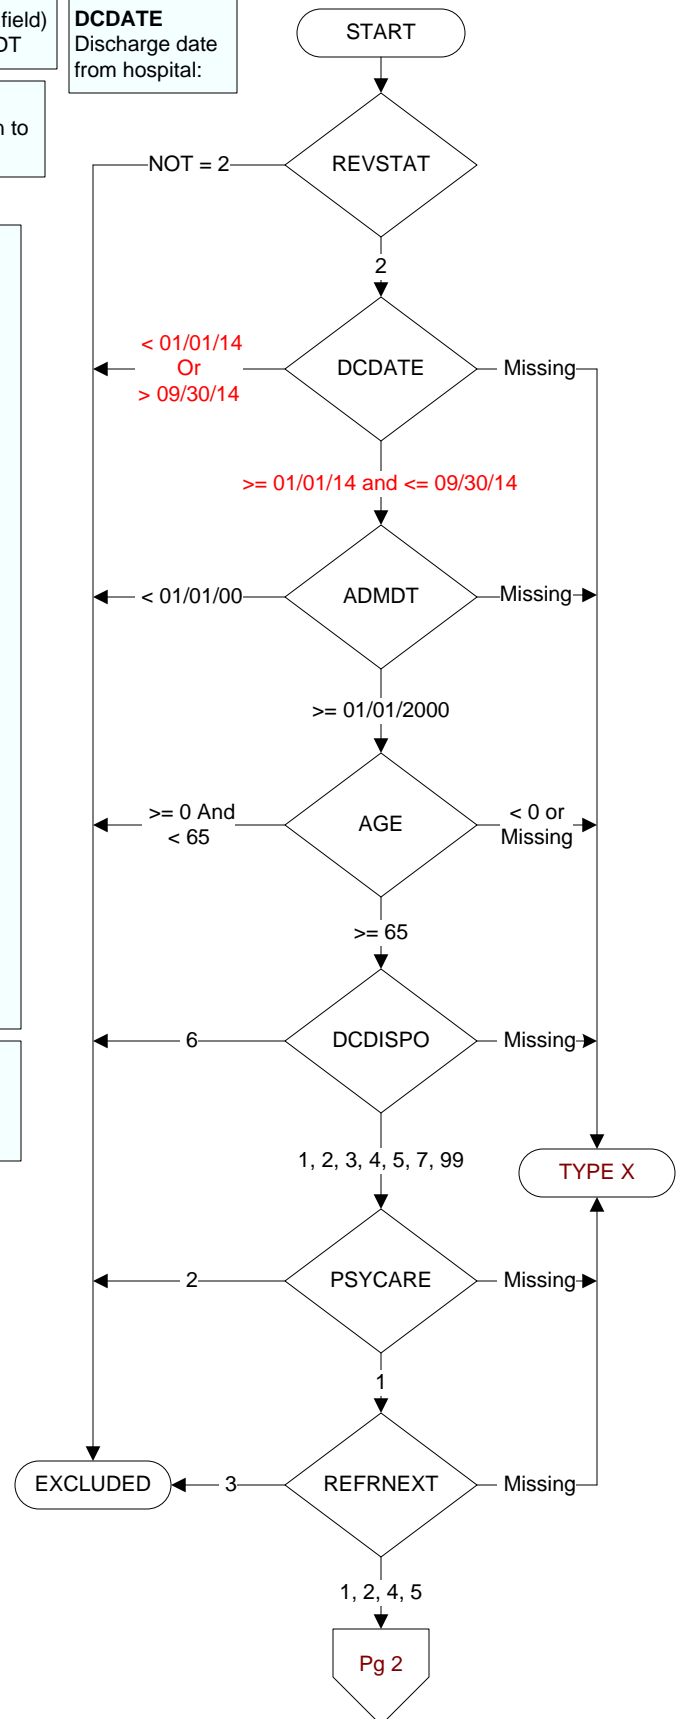 field)
DT
DCDATE
Discharge date
from hospital:
n to
START
REVSTAT
NOT = 2
2
DCDATE
< 01/01/14
Or
> 09/30/14
Missing
>= 01/01/14 and <= 09/30/14
ADMDT
< 01/01/00
Missing
>= 01/01/2000
AGE
>= 0 And
< 65
< 0 or
Missing
>= 65
DCDISPO
6
Missing
1, 2, 3, 4, 5, 7, 99
TYPE X
PSYCARE
2
Missing
1
EXCLUDED
3
REFRNEXT
Missing
1, 2, 4, 5
Pg 2